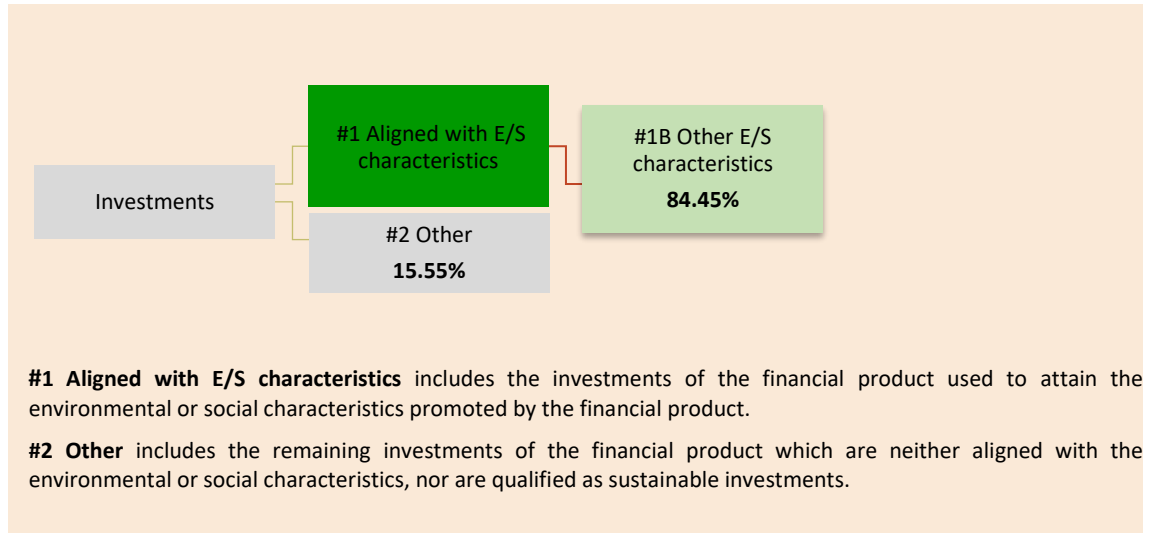 #1 Aligned with E/S
characteristics
#1B Other E/S
characteristics
84.45%
Investments
#2 Other
15.55%
#1 Aligned with E/S characteristics includes the investments of the financial product used to attain the
environmental or social characteristics promoted by the financial product.
#2 Other includes the remaining investments of the financial product which are neither aligned with the
environmental or social characteristics, nor are qualified as sustainable investments.